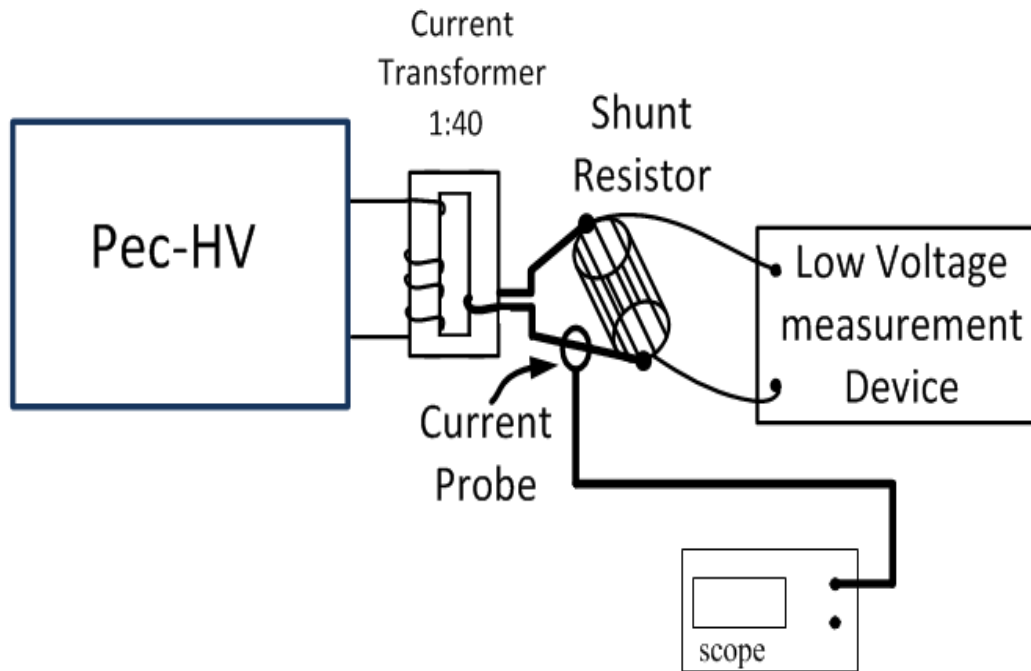 Current
Transformer
1:40
Shunt
Resistor
Pec-HV
Low Voltage
measurement
Device
Current
Probe
scope